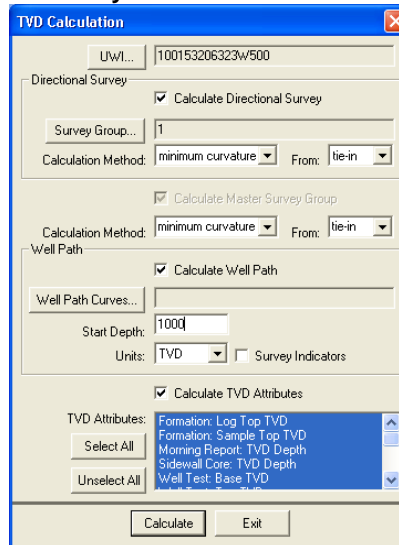 TVD Calculation
UWI... 100153206323W500
Directional Survey
Calculate Directional Survey
Survey Group... 1
Calculation Method: minimum curvature From: tie-in
Calculate Master Survey Group
Calculation Method: minimum curvature From: tie-in
Well Path
Calculate Well Path
Well Path Curves...
Start Depth: 1000
Units: TVD Survey Indicators
Calculate TVD Attributes
TVD Attributes: Formation: Log Top TVD
Formation: Sample Top TVD
Select All Morning Report: TVD Depth
Sidewall Core: TVD Depth
Unselect All Well Test: Base TVD
Calculate Exit